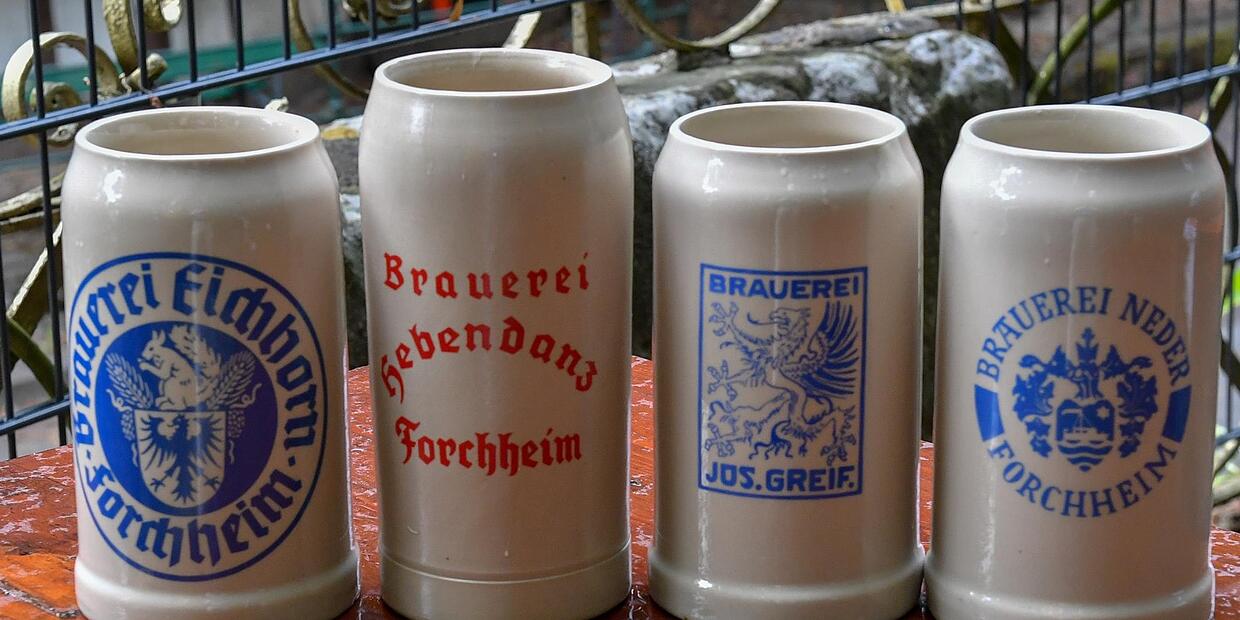 Brauerei Eichhorn
· Forchheim ·
Brauerei
Hebendanz
Forchheim
BRAUEREI
JOS. GREIF.
BRAUEREI NEDER
FORCHHEIM